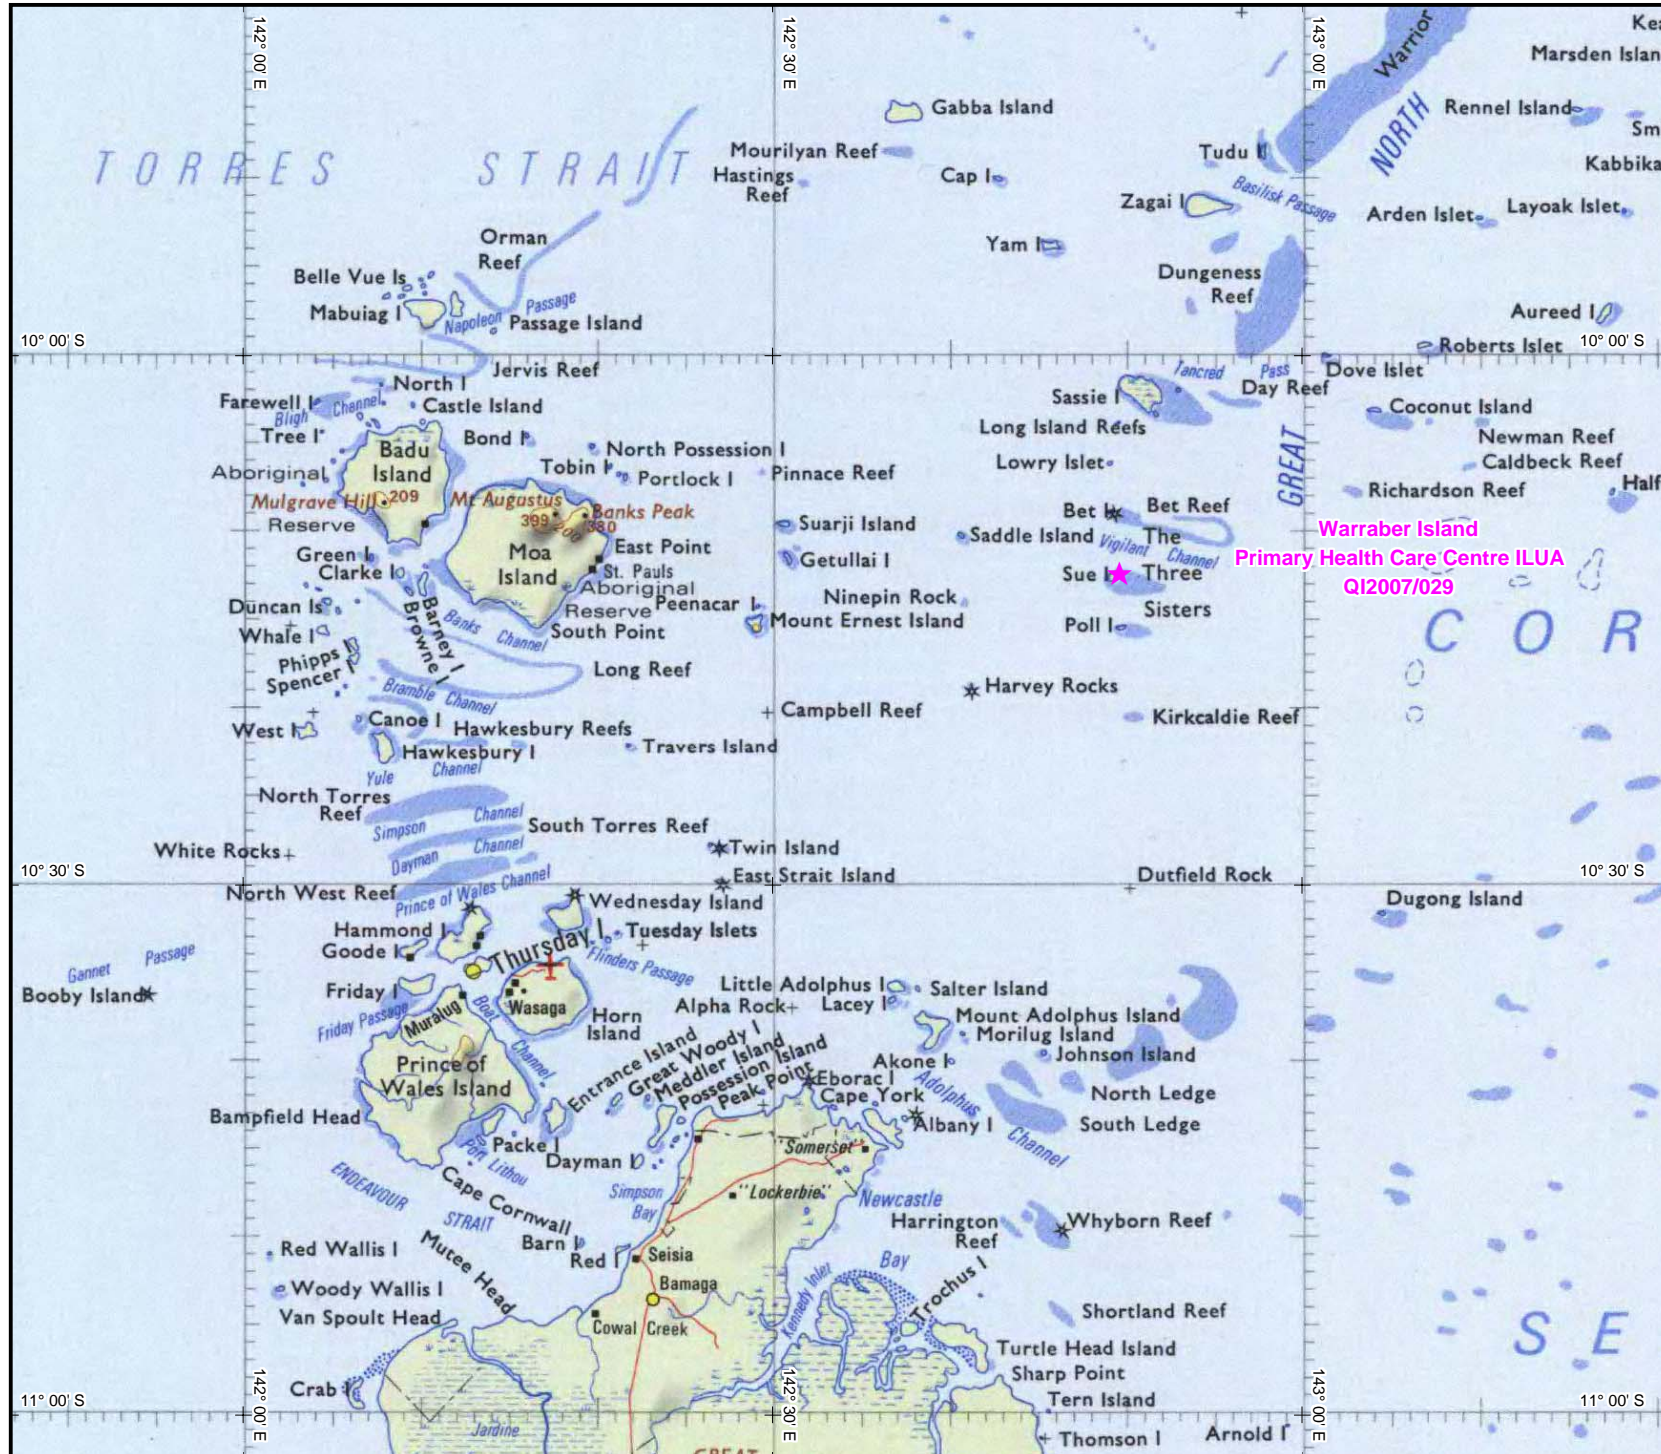 142° 00' E
142° 30' E
143° 00' E
Warrior
Marsden Islan
Gabba Island
Rennel Island
NORTH
Sm
TORRES STRAIT
Mourilyan Reef
Tudu I
Kabbika
Hastings
Reef
Cap I
Zagai I
Basilisk Passage
Arden Islet
Layoak Islet
Orman
Reef
Yam I
Belle Vue Is
Dungeness
Reef
Mabuiag I
Napoleon Passage
Passage Island
Aureed I
10° 00' S
Roberts Islet
10° 00' S
Jervis Reef
Tancred Pass
Dove Islet
North I
Sassie I
Day Reef
Farewell I
Bligh Channel
Castle Island
Coconut Island
Tree I
Badu
Island
Bond I
Long Island Reefs
GREAT
Newman Reef
North Possession I
Aboriginal
Tobin I
Portlock I
Pinnace Reef
Lowry Islet
Caldbeck Reef
Mulgrave Hill 209
Mt Augustus
399
200
380
Banks Peak
Richardson Reef
Half
Reserve
Suarji Island
Bet I
Bet Reef
Warraber Island
Primary Health Care Centre ILUA
QI2007/029
Saddle Island
The
Three
Sisters
Vigilant Channel
Green I
Moa
Island
East Point
Getullai I
Clarke I
St. Pauls
Sue I
Aboriginal
Reserve
Duncan Is
Barney I
Browne I
Peenacar I
Ninepin Rock
Whale I
Banks Channel
South Point
Mount Ernest Island
Poll I
COR
Phipps I
Spencer I
Long Reef
Bramble Channel
Harvey Rocks
West I
Canoe I
Campbell Reef
Kirkcaldie Reef
Hawkesbury Reefs
Hawkesbury I
Travers Island
Yule Channel
North Torres
Reef
Simpson Channel
South Torres Reef
White Rocks
Dayman Channel
Twin Island
10° 30' S
East Strait Island
Dutfield Rock
10° 30' S
North West Reef
Prince of Wales Channel
Wednesday Island
Dugong Island
Hammond I
Thursday I
Tuesday Islets
Goode I
Flinders Passage
Gannet Passage
Booby Island
Friday I
Little Adolphus I
Salter Island
Friday Passage
Muralug
Boat Channel
Wasaga
Horn
Island
Alpha Rock
Lacey I
Mount Adolphus Island
Morilug Island
Prince of
Wales Island
Entrance Island
Great Woody I
Meddler Island
Possession Island
Peak Point
Akone I
Johnson Island
Eborac I
Cape York
Adolphus Channel
North Ledge
Bampfield Head
Albany I
South Ledge
Packe I
Port Lihou
Dayman I
"Somerset"
ENDEAVOUR STRAIT
Cape Cornwall
Simpson
Bay
"Lockerbie"
Newcastle
Bay
Harrington
Reef
Whyborn Reef
Red Wallis I
Mutee Head
Barn I
Red I
Seisia
Woody Wallis I
Bamaga
Kennedy Inlet
Trochus I
Van Spoult Head
Cowal Creek
Shortland Reef
SE
Turtle Head Island
Crab I
Sharp Point
11° 00' S
Tern Island
11° 00' S
142° 00' E
Jardine
142° 30' E
Thomson I
143° 00' E
Arnold I